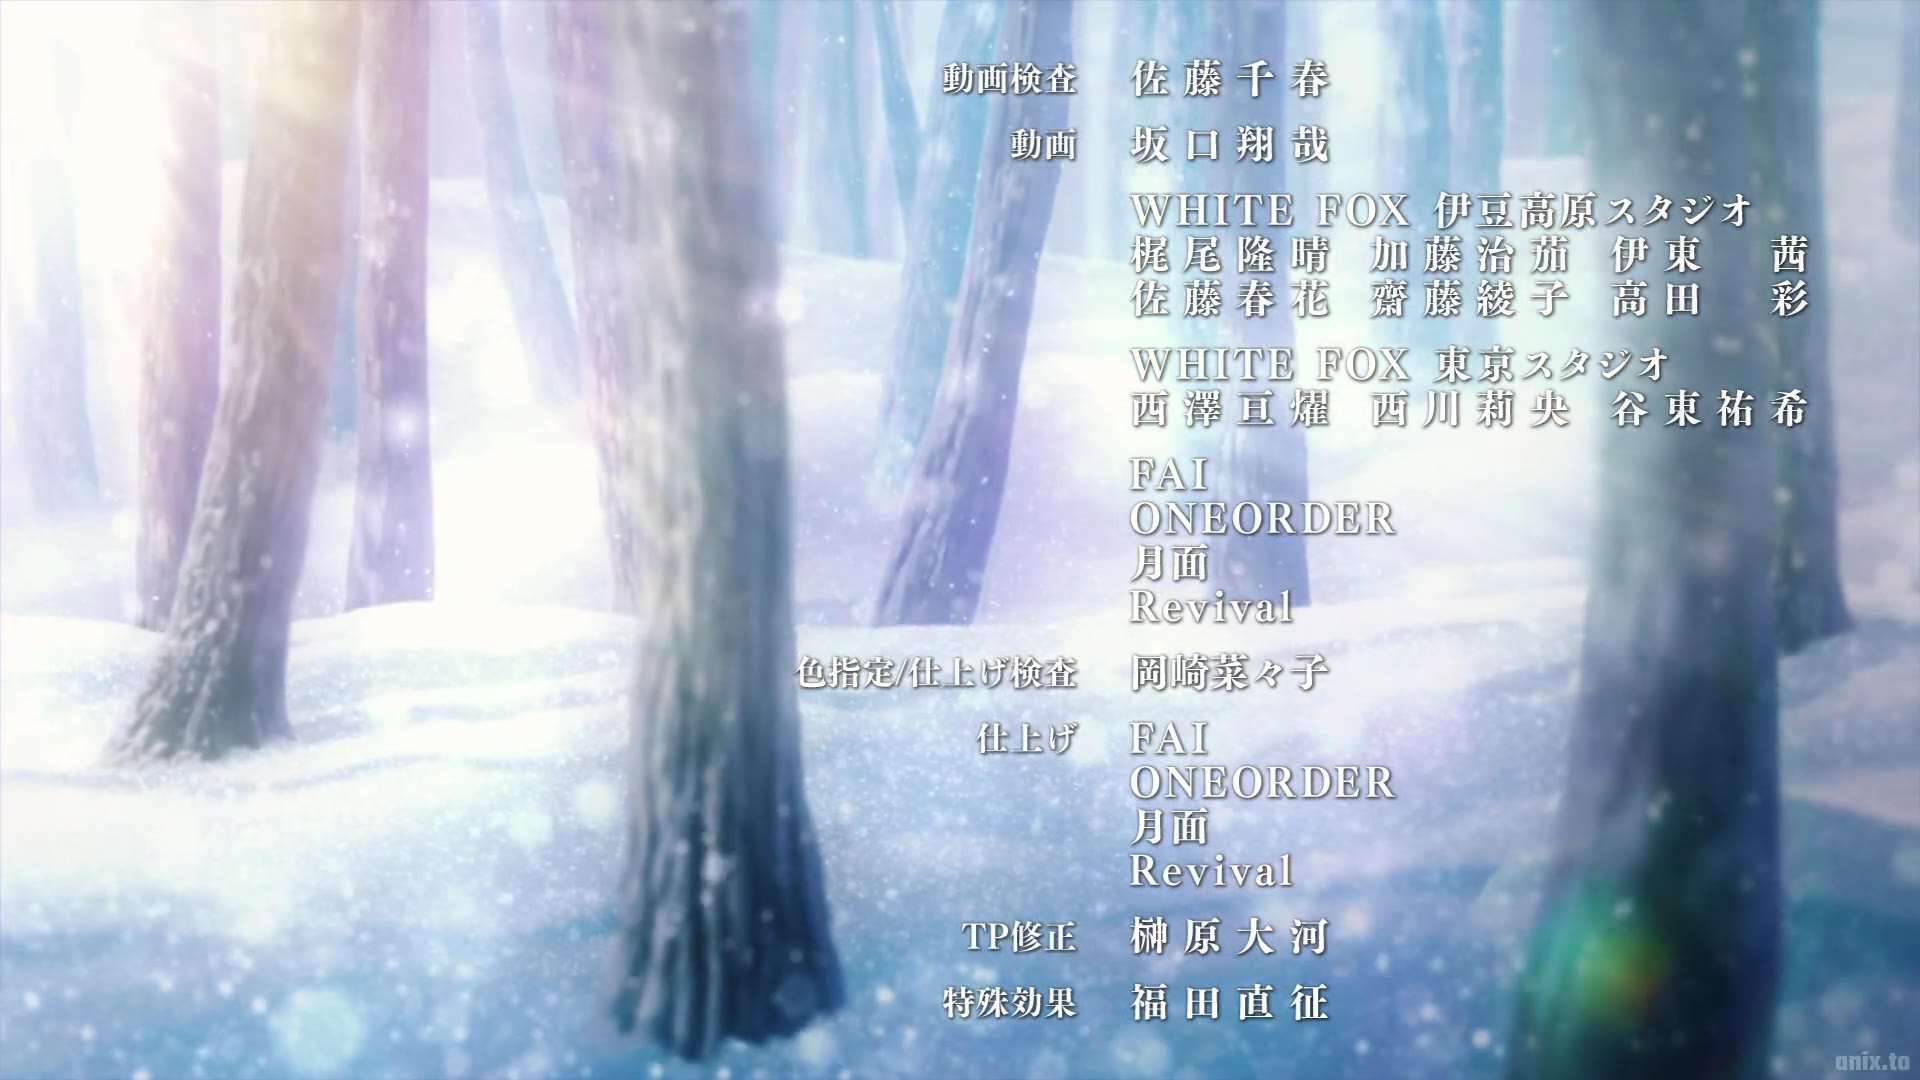 動画検査 佐藤千春
動画 坂口翔哉
WHITE FOX 伊豆高原スタジオ
梶尾隆晴 加藤治茄 伊東 茜
佐藤春花 齋藤綾子 高田 彩
WHITE FOX 東京スタジオ
西澤亘燿 西川莉央 谷東祐希
FAI
ONEORDER
月面
Revival
色指定/仕上げ検査 岡崎菜々子
仕上げ FAI
ONEORDER
月面
Revival
TP修正 榊原大河
特殊効果 福田直征
anix.to